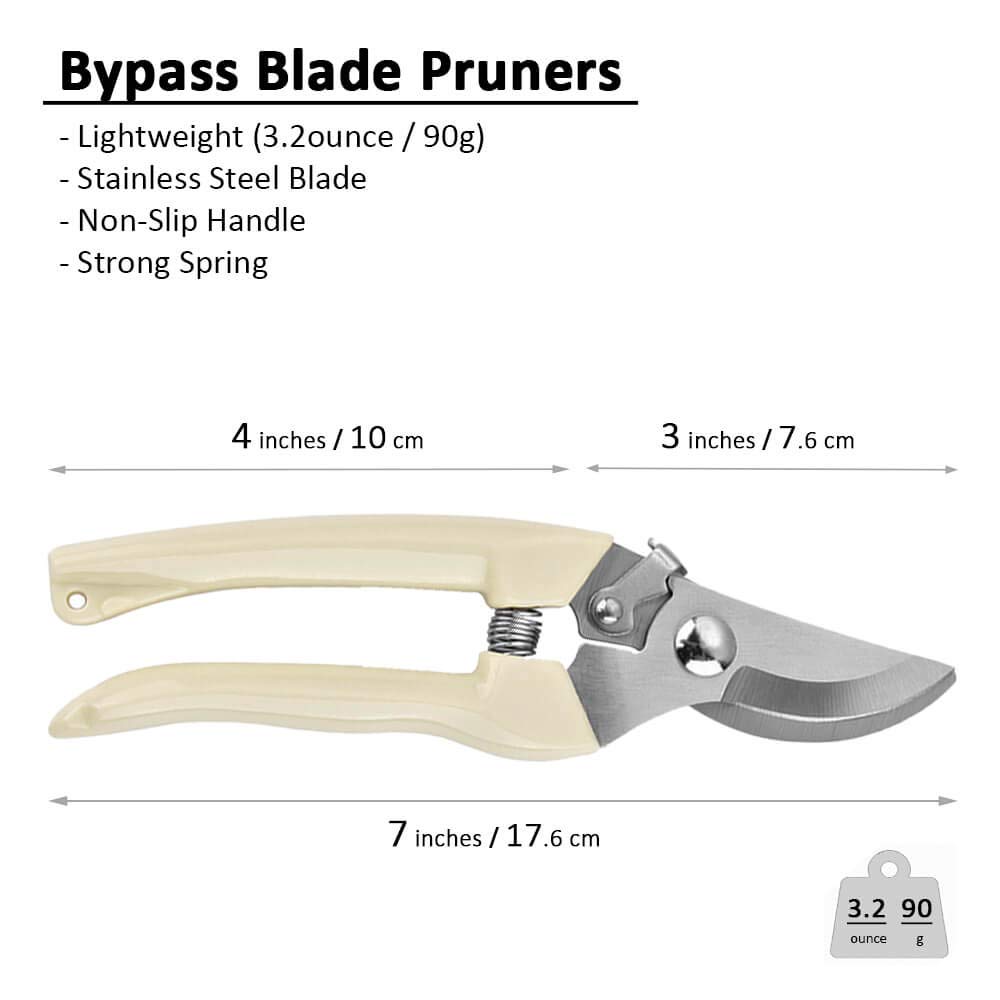 Bypass Blade Pruners
- Lightweight (3.2ounce / 90g)
- Stainless Steel Blade
- Non-Slip Handle
- Strong Spring
4 inches / 10 cm
3 inches / 7.6 cm
7 inches / 17.6 cm
3.2 90
ounce g